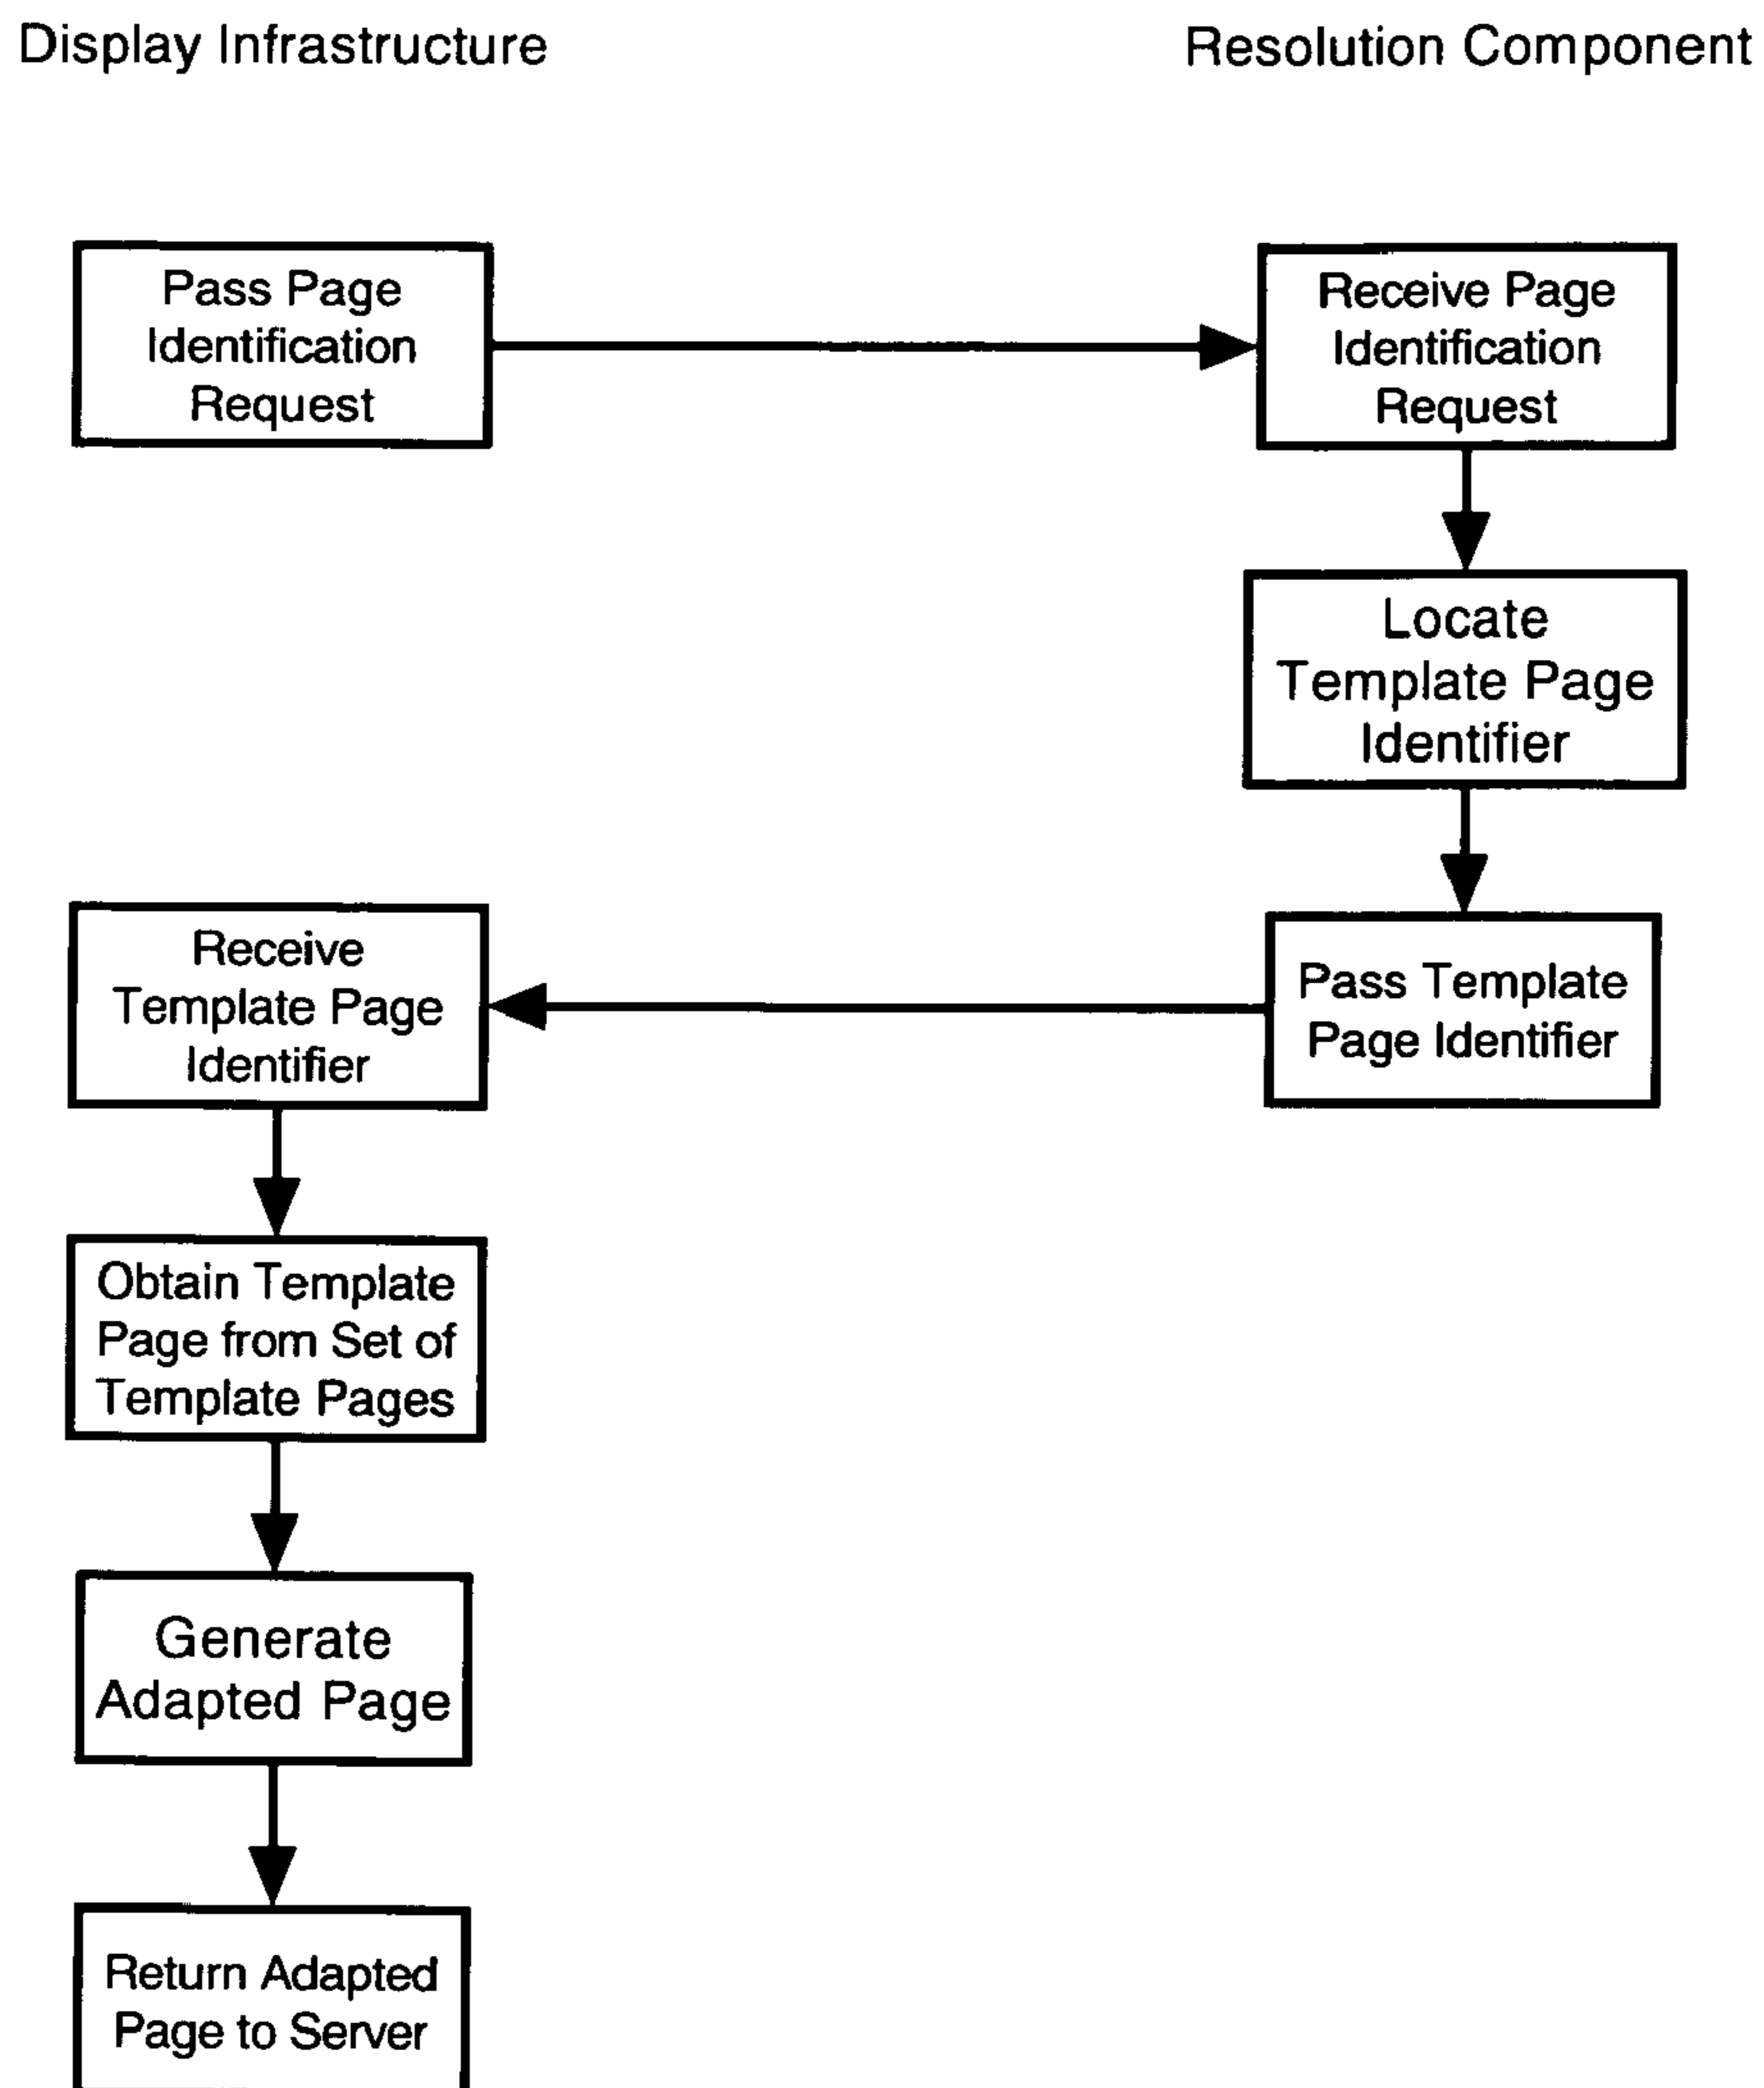 Display Infrastructure
Resolution Component
Pass Page
Identification
Request
Receive Page
Identification
Request
Locate
Template Page
Identifier
Pass Template
Page Identifier
Receive
Template Page
Identifier
Obtain Template
Page from Set of
Template Pages
Generate
Adapted Page
Return Adapted
Page to Server